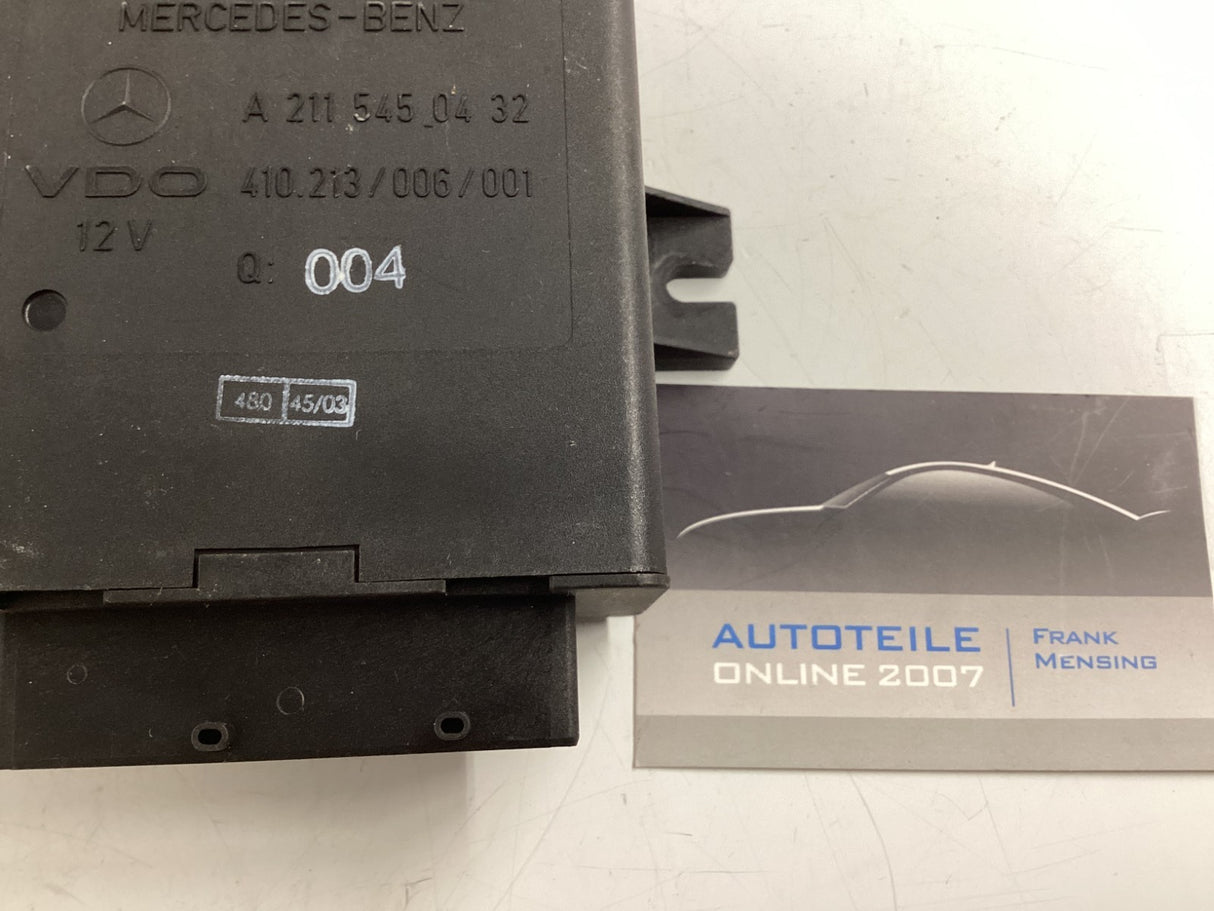 MERCEDES-BENZ
A 211 545 04 32
VDO 410.213/006/001
12 V
Q: 004
480 45/03
AUTOTEILE
ONLINE 2007
FRANK
MENSING